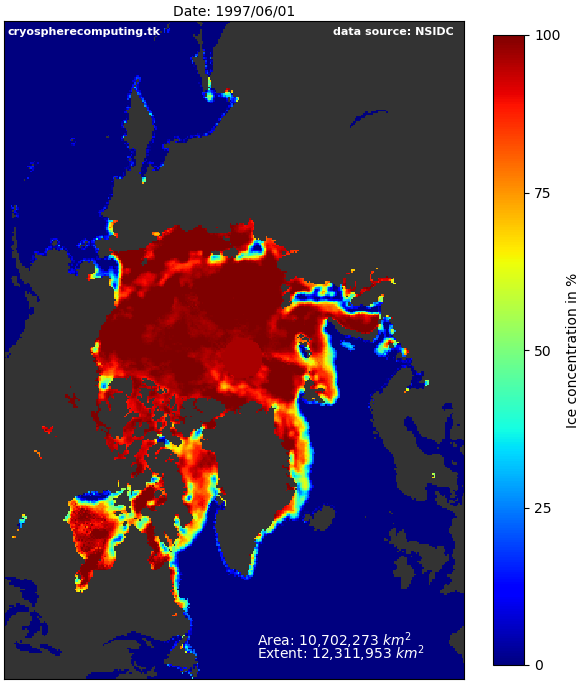 Date: 1997/06/01
cryospherecomputing.tk data source: NSIDC
100
75
50
25
0
Ice concentration in %
Area: 10,702,273 km²
Extent: 12,311,953 km²